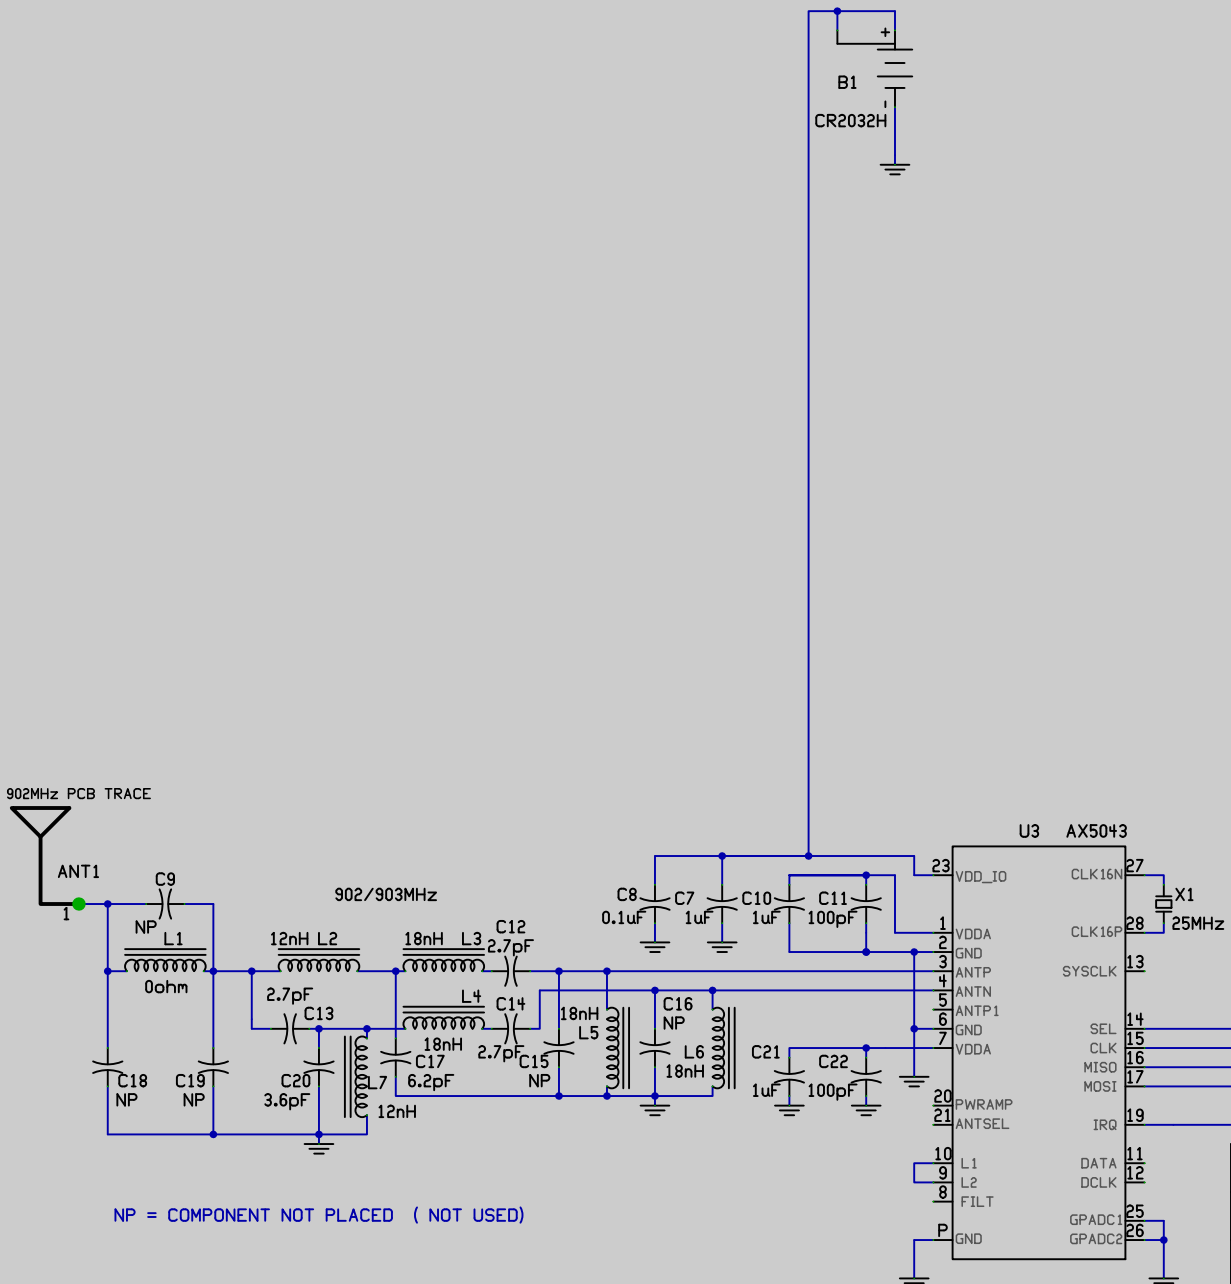 +
B1
-
CR2032H
902MHz PCB TRACE
ANT1
1
C9
NP
L1
0ohm
902/903MHz
12nH L2
18nH L3
C12
2.7pF
2.7pF
C13
L4
18nH
C14
2.7pF
C18
NP
C19
NP
C20
3.6pF
L7
12nH
C17
6.2pF
C15
NP
18nH
L5
C16
NP
L6
18nH
C8
0.1uF
C7
1uF
C10
1uF
C11
100pF
C21
1uF
C22
100pF
U3 AX5043
23 VDD_IO
1 VDDA
2 GND
3 ANTP
4 ANTN
5 ANTP1
6 GND
7 VDDA
20 PWRAMP
21 ANTSEL
10 L1
9 L2
8 FILT
P GND
CLK16N 27
CLK16P 28
SYSCLK 13
SEL 14
CLK 15
MISO 16
MOSI 17
IRQ 19
DATA 11
DCLK 12
GPADC1 25
GPADC2 26
X1
25MHz
NP = COMPONENT NOT PLACED ( NOT USED)